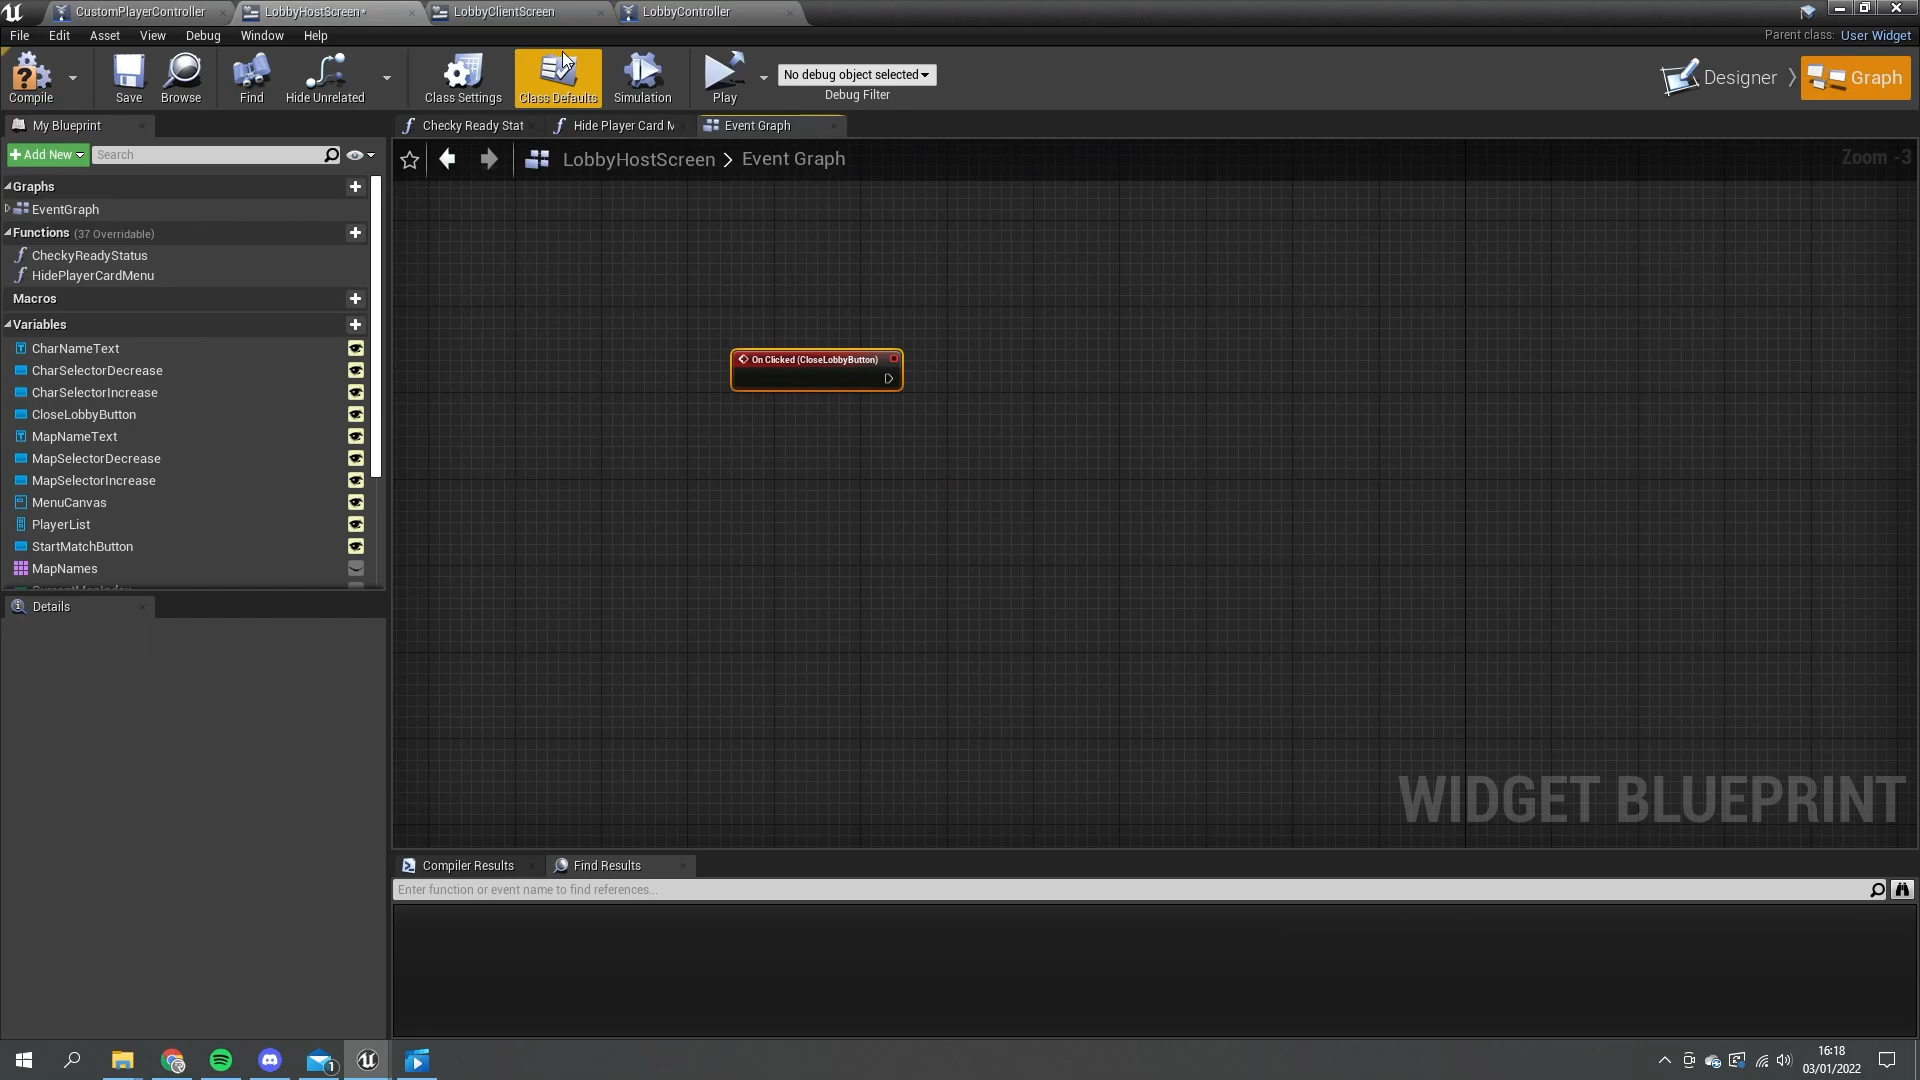 CustomPlayerController
LobbyHostScreen*
LobbyClientScreen
LobbyController
File Edit Asset View Debug Window Help
Parent class: User Widget
Compile
Save
Browse
Find
Hide Unrelated
Class Settings
Class Defaults
Simulation
Play
No debug object selected
Debug Filter
Designer
Graph
My Blueprint
Checky Ready Stat
Hide Player Card M
Event Graph
Add New
Search
LobbyHostScreen > Event Graph
Zoom -3
Graphs
EventGraph
Functions (37 Overridable)
CheckyReadyStatus
HidePlayerCardMenu
Macros
Variables
CharNameText
CharSelectorDecrease
CharSelectorIncrease
CloseLobbyButton
MapNameText
MapSelectorDecrease
MapSelectorIncrease
MenuCanvas
PlayerList
StartMatchButton
MapNames
On Clicked (CloseLobbyButton)
Details
WIDGET BLUEPRINT
Compiler Results
Find Results
Enter function or event name to find references...
1
16:18
03/01/2022